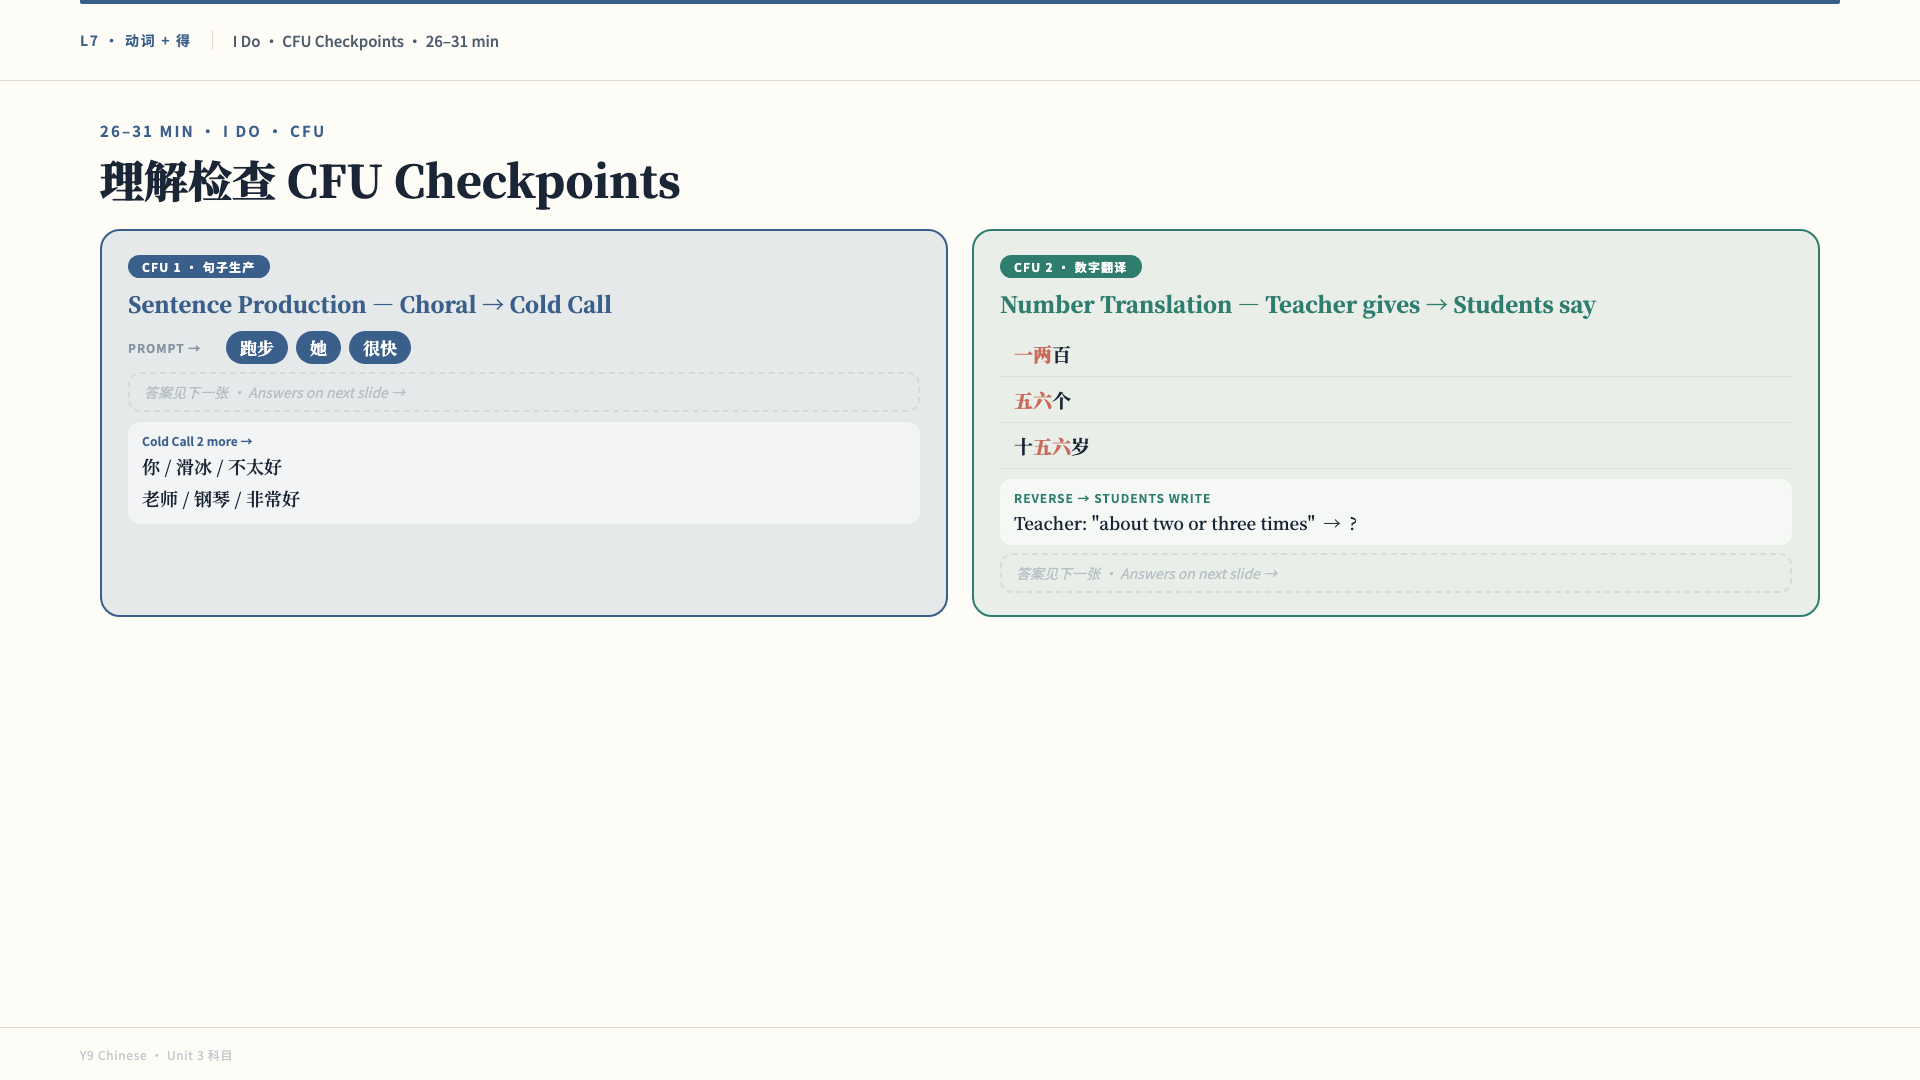 L7 • 动词 + 得
I Do • CFU Checkpoints • 26–31 min
26–31 MIN • I DO • CFU
理解检查 CFU Checkpoints
CFU 1 • 句子生产
Sentence Production — Choral → Cold Call
PROMPT → 跑步 她 很快
答案见下一张 • Answers on next slide →
Cold Call 2 more →
你 / 滑冰 / 不太好
老师 / 钢琴 / 非常好
CFU 2 • 数字翻译
Number Translation — Teacher gives → Students say
一两百
五六个
十五六岁
REVERSE → STUDENTS WRITE
Teacher: "about two or three times" → ?
答案见下一张 • Answers on next slide →
Y9 Chinese • Unit 3 科目